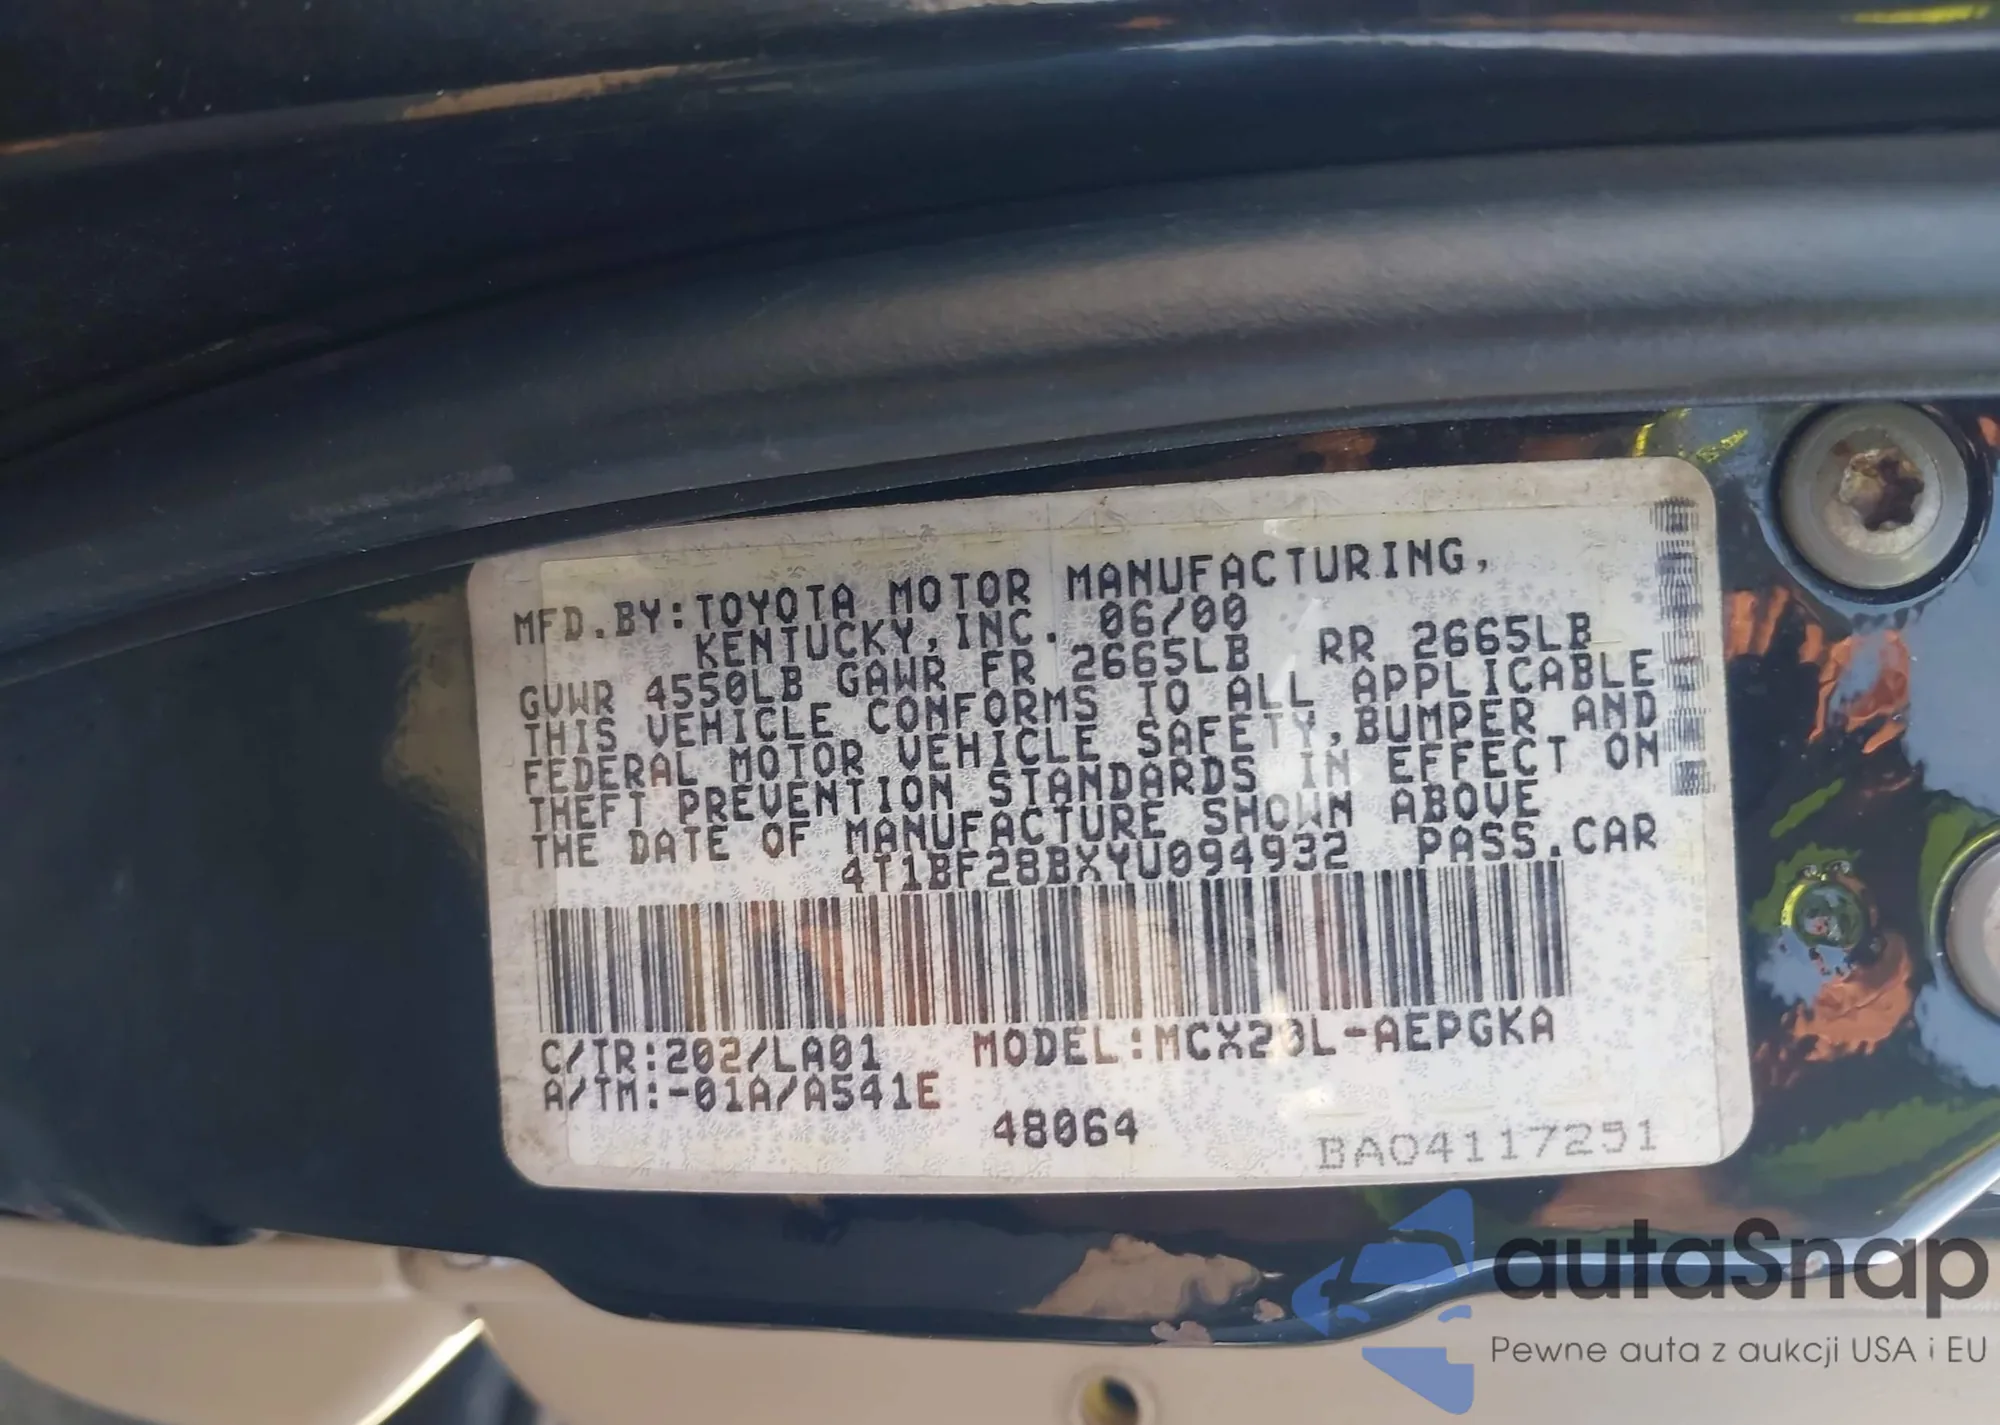 MFD.BY:TOYOTA MOTOR MANUFACTURING,
KENTUCKY,INC. 06/00
GVWR 4550LB GAWR FR 2665LB RR 2665LB
THIS VEHICLE CONFORMS TO ALL APPLICABLE
FEDERAL MOTOR VEHICLE SAFETY,BUMPER AND
THEFT PREVENTION STANDARDS IN EFFECT ON
THE DATE OF MANUFACTURE SHOWN ABOVE
4T1BF28BXYU094932 PASS.CAR
C/TR:202/LA01 MODEL:MCX20L-AEPGKA
A/TM:-01A/A541E
48064
BA04117251
autaSnap
Pewne auta z aukcji USA i EU